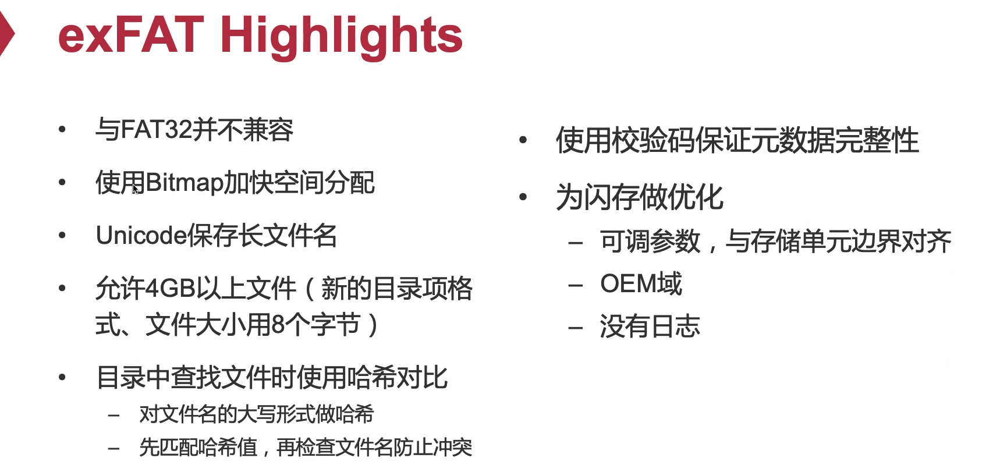 exFAT Highlights
• 与FAT32并不兼容
• 使用Bitmap加快空间分配
• Unicode保存长文件名
• 允许4GB以上文件（新的目录项格
式、文件大小用8个字节）
• 目录中查找文件时使用哈希对比
– 对文件名的大写形式做哈希
– 先匹配哈希值，再检查文件名防止冲突
• 使用校验码保证元数据完整性
• 为闪存做优化
– 可调参数，与存储单元边界对齐
– OEM域
– 没有日志